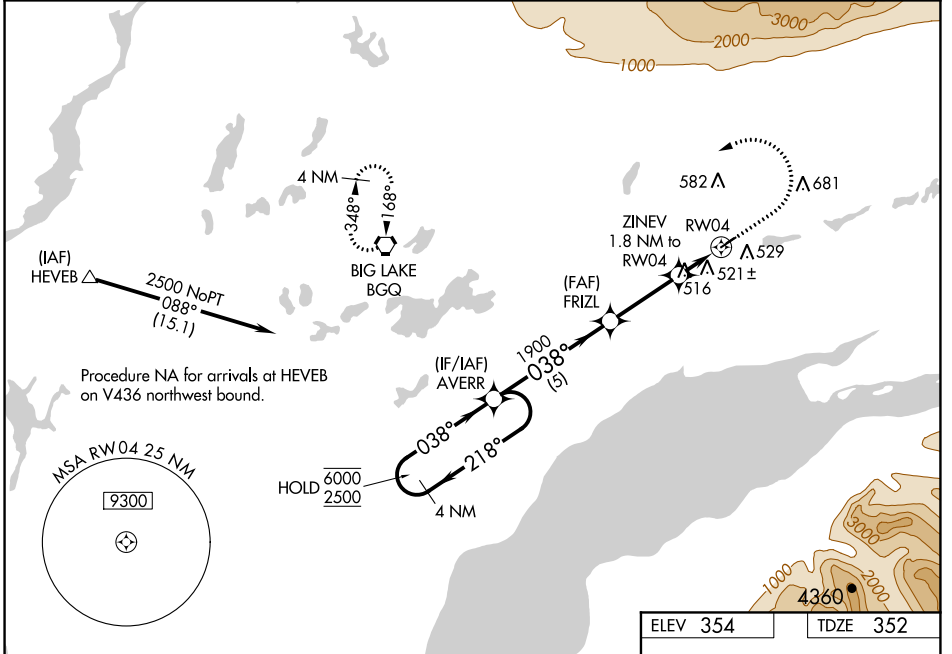 3000
2000
1000
4 NM
348°
168°
BIG LAKE
BGQ
582
681
ZINEV
1.8 NM to
RW04
RW04
529
521±
516
(IAF)
HEVEB
2500 NoPT
088°
(15.1)
(FAF)
FRIZL
1900
038°
(5)
(IF/IAF)
AVERR
Procedure NA for arrivals at HEVEB
on V436 northwest bound.
038°
218°
HOLD 6000
2500
4 NM
MSA RW04 25 NM
9300
3000
1000
2000
4360
ELEV 354
TDZE 352